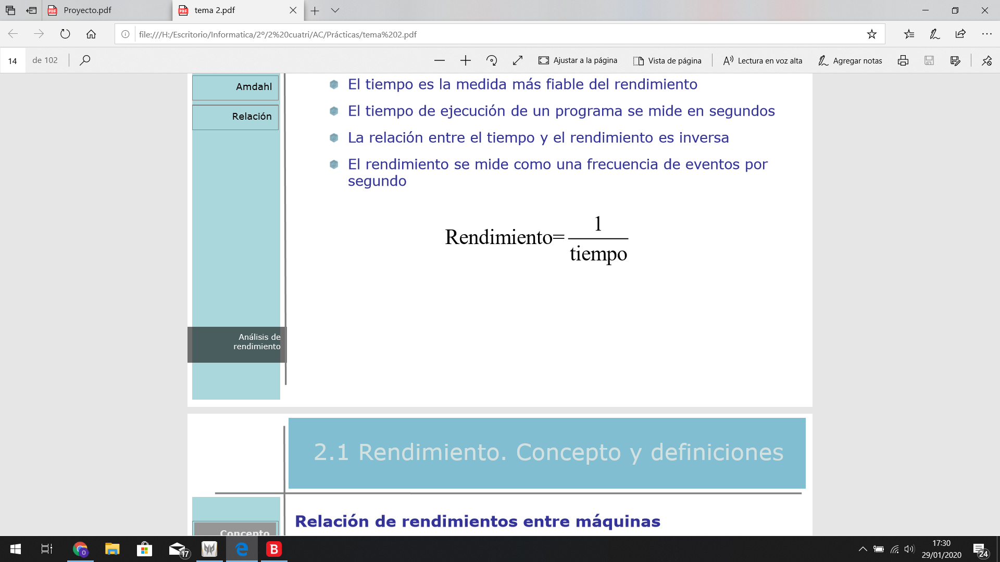 Proyecto.pdf
tema 2.pdf
file:///H:/Escritorio/Informatica/2º/2%20cuatri/AC/Prácticas/tema%202.pdf
14 de 102
Ajustar a la página
Vista de página
Lectura en voz alta
Agregar notas
Amdahl
Relación
El tiempo es la medida más fiable del rendimiento
El tiempo de ejecución de un programa se mide en segundos
La relación entre el tiempo y el rendimiento es inversa
El rendimiento se mide como una frecuencia de eventos por
segundo
Rendimiento=
1
tiempo
Análisis de
rendimiento
2.1 Rendimiento. Concepto y definiciones
Relación de rendimientos entre máquinas
Concepto
O
17
B
17:30
29/01/2020
24